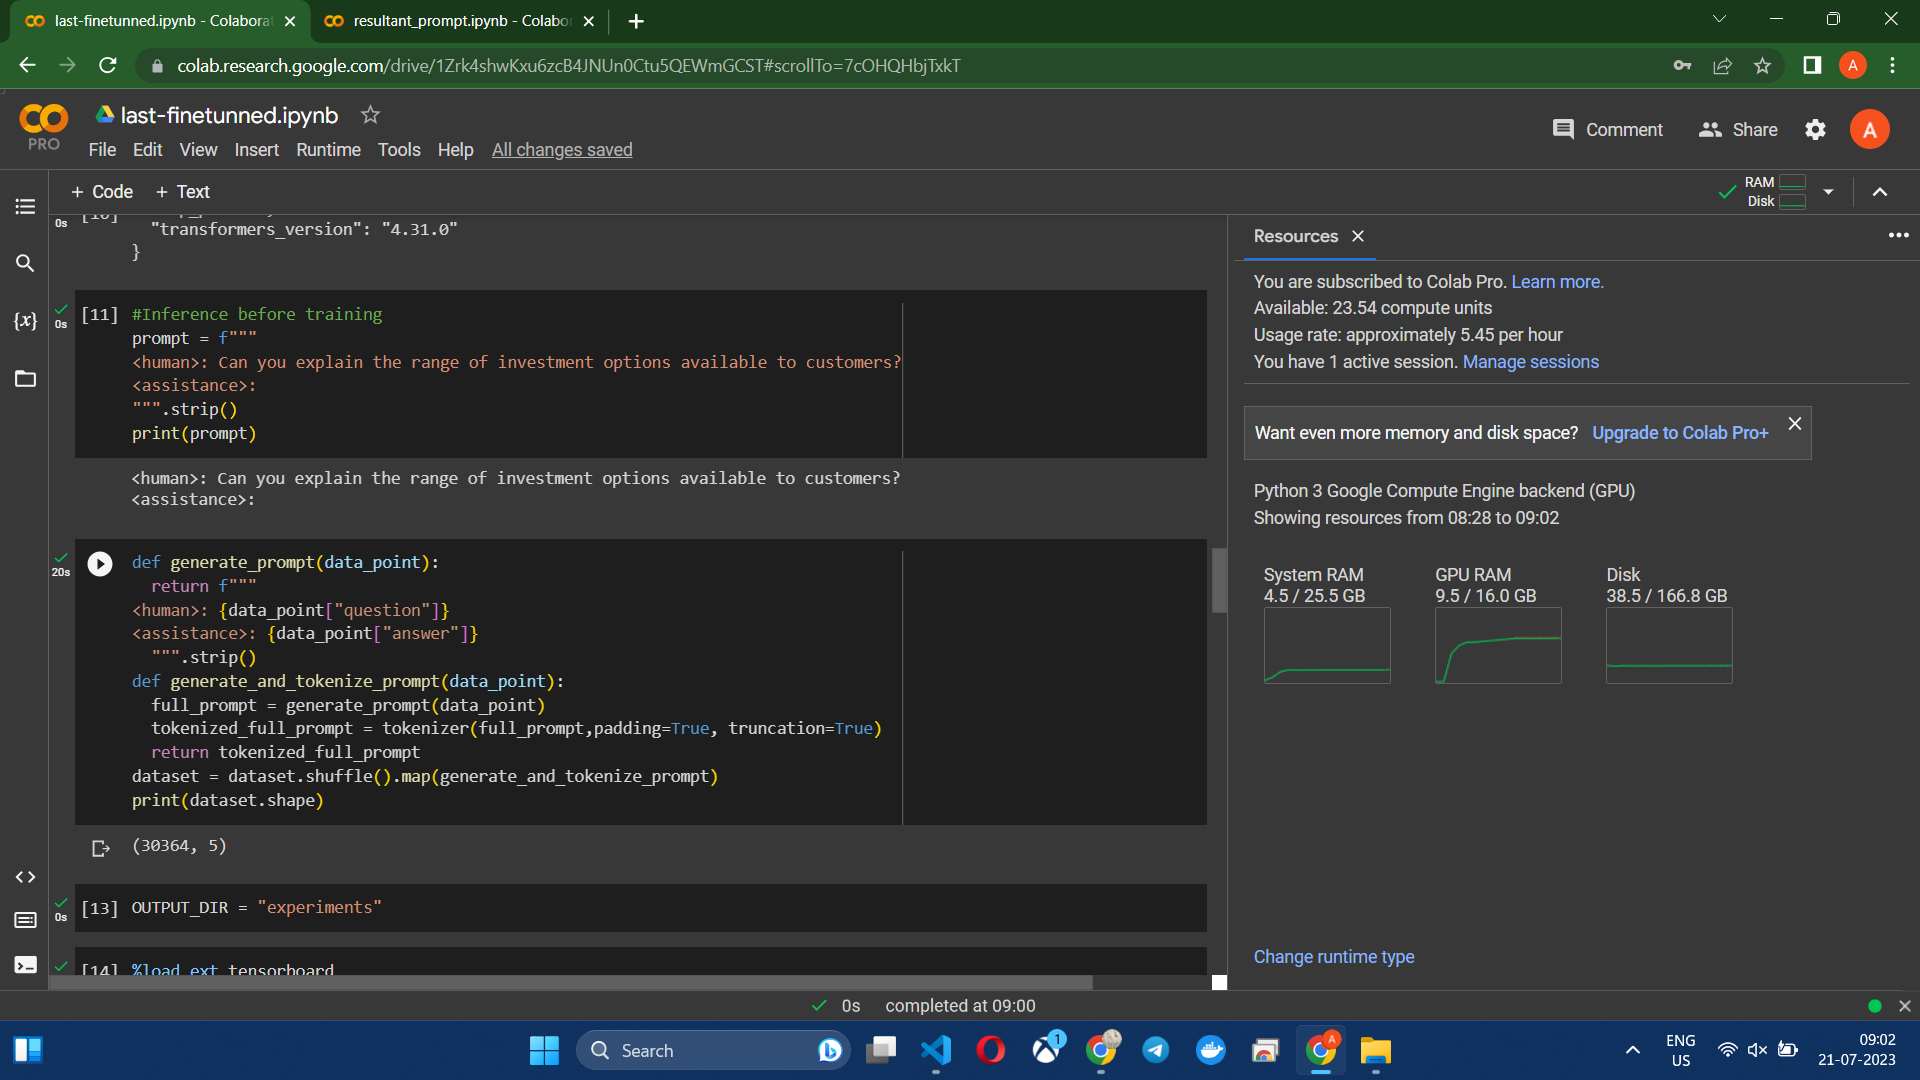 last-finetunned.ipynb - Colaborat
resultant_prompt.ipynb - Colabo
colab.research.google.com/drive/1Zrk4shwKxu6zcB4JNUn0Ctu5QEWmGCST#scrollTo=7cOHQHbjTxkT
A
PRO
last-finetunned.ipynb
File Edit View Insert Runtime Tools Help All changes saved
Comment
Share
A
+ Code + Text
RAM
Disk
0s
"transformers_version": "4.31.0"
}
0s
[11] #Inference before training
prompt = f"""
<human>: Can you explain the range of investment options available to customers?
<assistance>:
""".strip()
print(prompt)
<human>: Can you explain the range of investment options available to customers?
<assistance>:
20s
def generate_prompt(data_point):
return f"""
<human>: {data_point["question"]}
<assistance>: {data_point["answer"]}
""".strip()
def generate_and_tokenize_prompt(data_point):
full_prompt = generate_prompt(data_point)
tokenized_full_prompt = tokenizer(full_prompt,padding=True, truncation=True)
return tokenized_full_prompt
dataset = dataset.shuffle().map(generate_and_tokenize_prompt)
print(dataset.shape)
(30364, 5)
0s
[13] OUTPUT_DIR = "experiments"
[14] %load_ext tensorboard
Resources
You are subscribed to Colab Pro. Learn more.
Available: 23.54 compute units
Usage rate: approximately 5.45 per hour
You have 1 active session. Manage sessions
Want even more memory and disk space? Upgrade to Colab Pro+
Python 3 Google Compute Engine backend (GPU)
Showing resources from 08:28 to 09:02
System RAM
4.5 / 25.5 GB
GPU RAM
9.5 / 16.0 GB
Disk
38.5 / 166.8 GB
Change runtime type
0s completed at 09:00
Search
1
A
ENG
US
09:02
21-07-2023